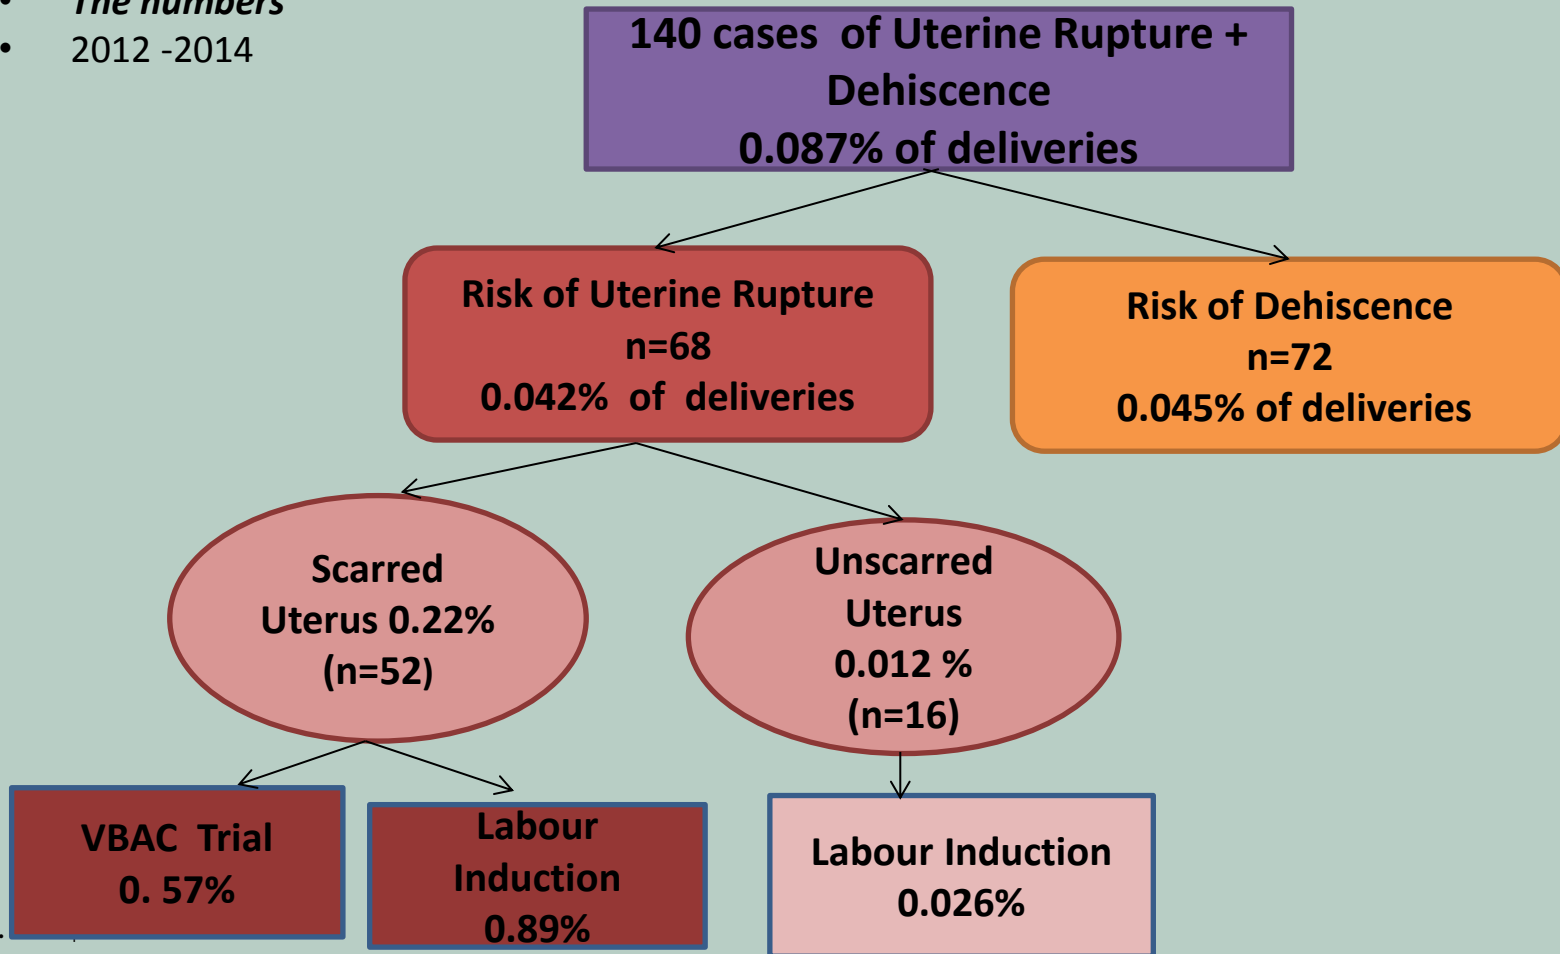 • The numbers
• 2012 -2014
140 cases of Uterine Rupture +
Dehiscence
0.087% of deliveries
Risk of Uterine Rupture
n=68
0.042% of deliveries
Risk of Dehiscence
n=72
0.045% of deliveries
Scarred
Uterus 0.22%
(n=52)
Unscarred
Uterus
0.012 %
(n=16)
VBAC Trial
0. 57%
Labour
Induction
0.89%
Labour Induction
0.026%